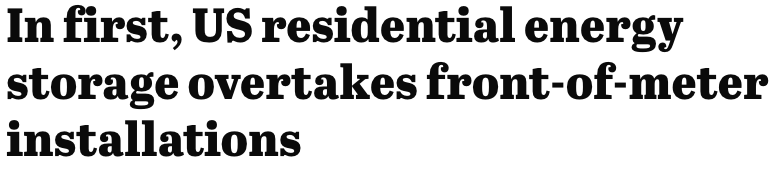 In first, US residential energy
storage overtakes front-of-meter
installations